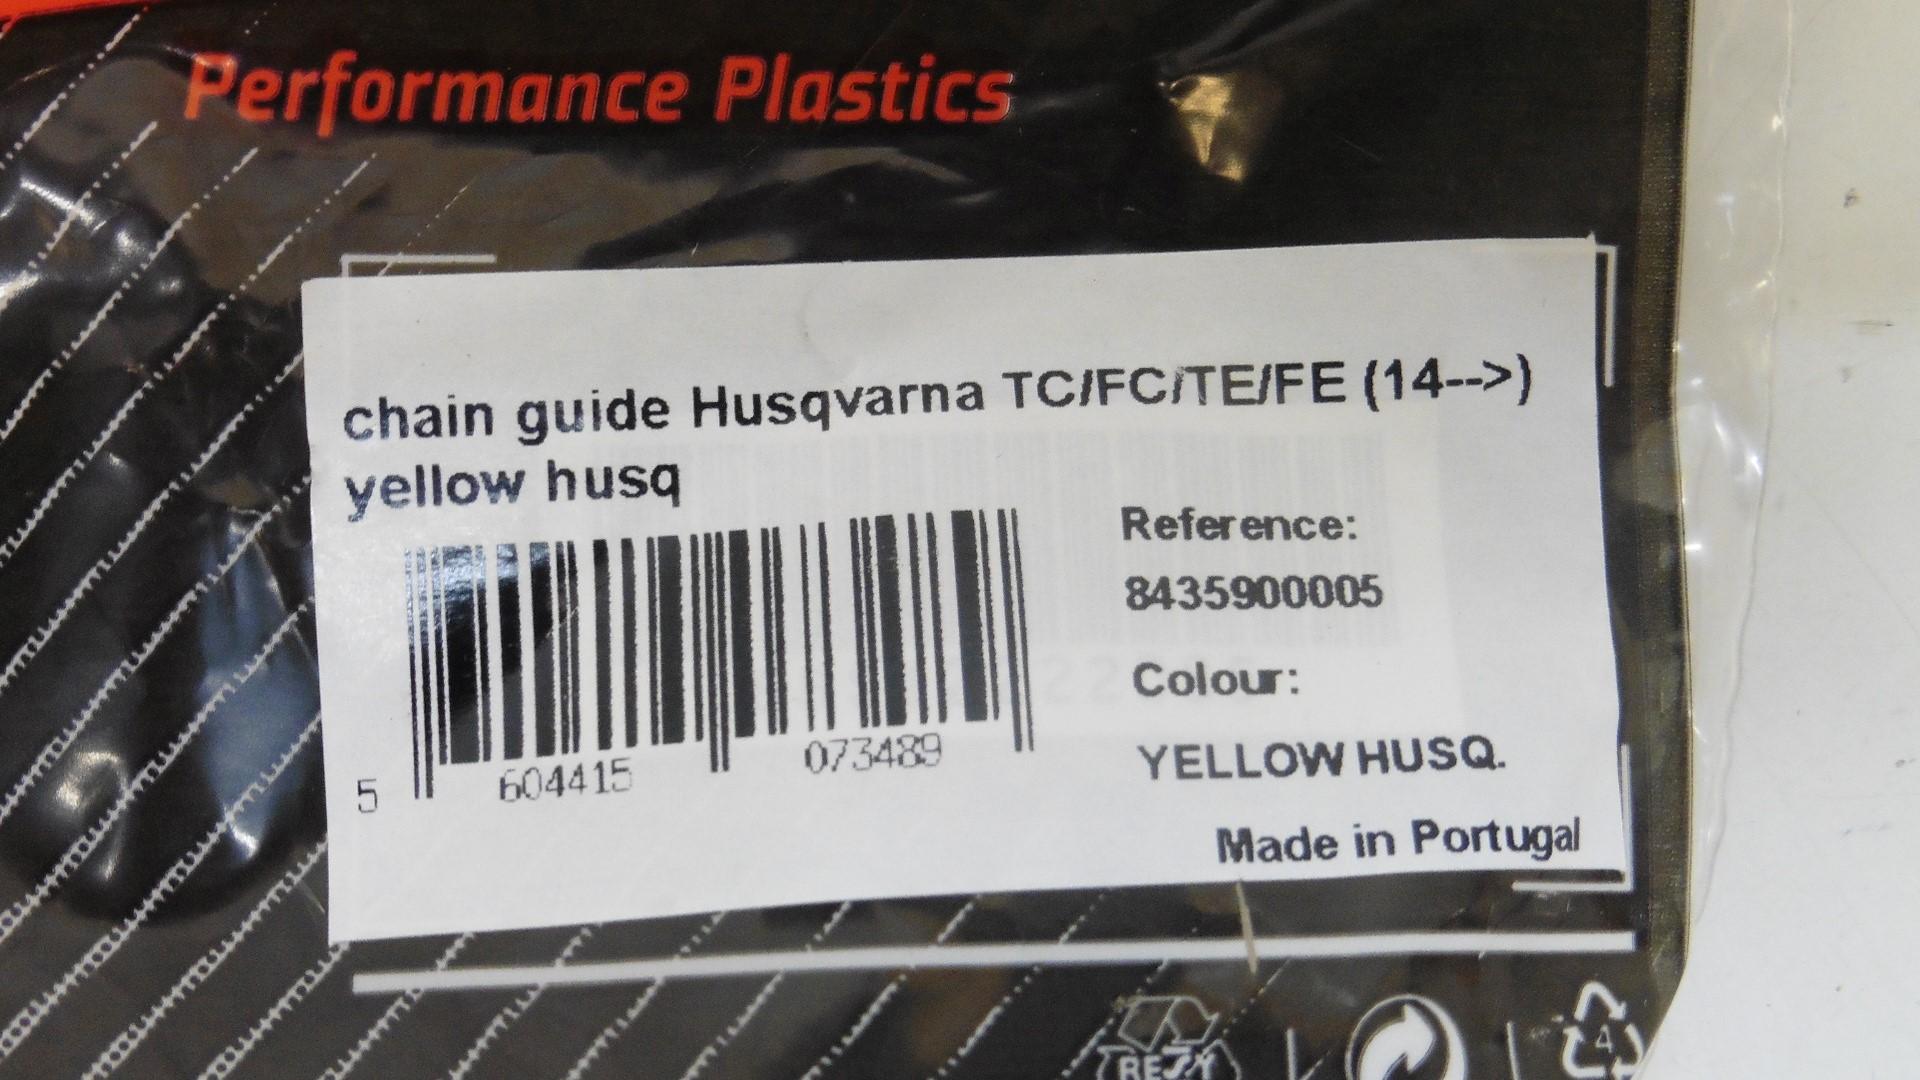 Performance Plastics
chain guide Husqvarna TC/FC/TE/FE (14-->)
yellow husq
Reference:
8435900005
Colour:
YELLOW HUSQ.
5 604415 073489
Made in Portugal
4